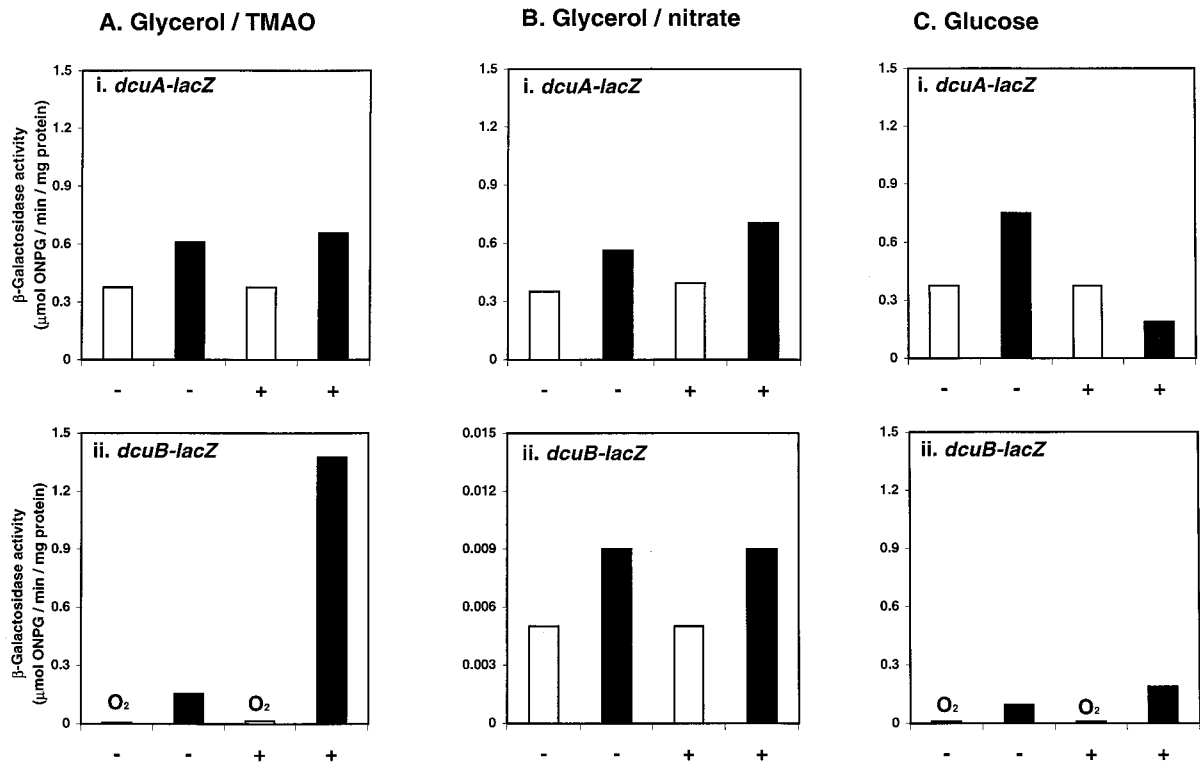 A. Glycerol / TMAO
B. Glycerol / nitrate
C. Glucose
β-Galactosidase activity
(µmol ONPG / min / mg protein)
1.5
1.2
0.9
0.6
0.3
0
i. dcuA-lacZ
- - + +
1.5
1.2
0.9
0.6
0.3
0
i. dcuA-lacZ
- - + +
1.5
1.2
0.9
0.6
0.3
0
i. dcuA-lacZ
- - + +
β-Galactosidase activity
(µmol ONPG / min / mg protein)
1.5
1.2
0.9
0.6
0.3
0
ii. dcuB-lacZ
O₂ O₂
- - + +
0.015
0.012
0.009
0.006
0.003
0.000
ii. dcuB-lacZ
- - + +
1.5
1.2
0.9
0.6
0.3
0
ii. dcuB-lacZ
O₂ O₂
- - + +